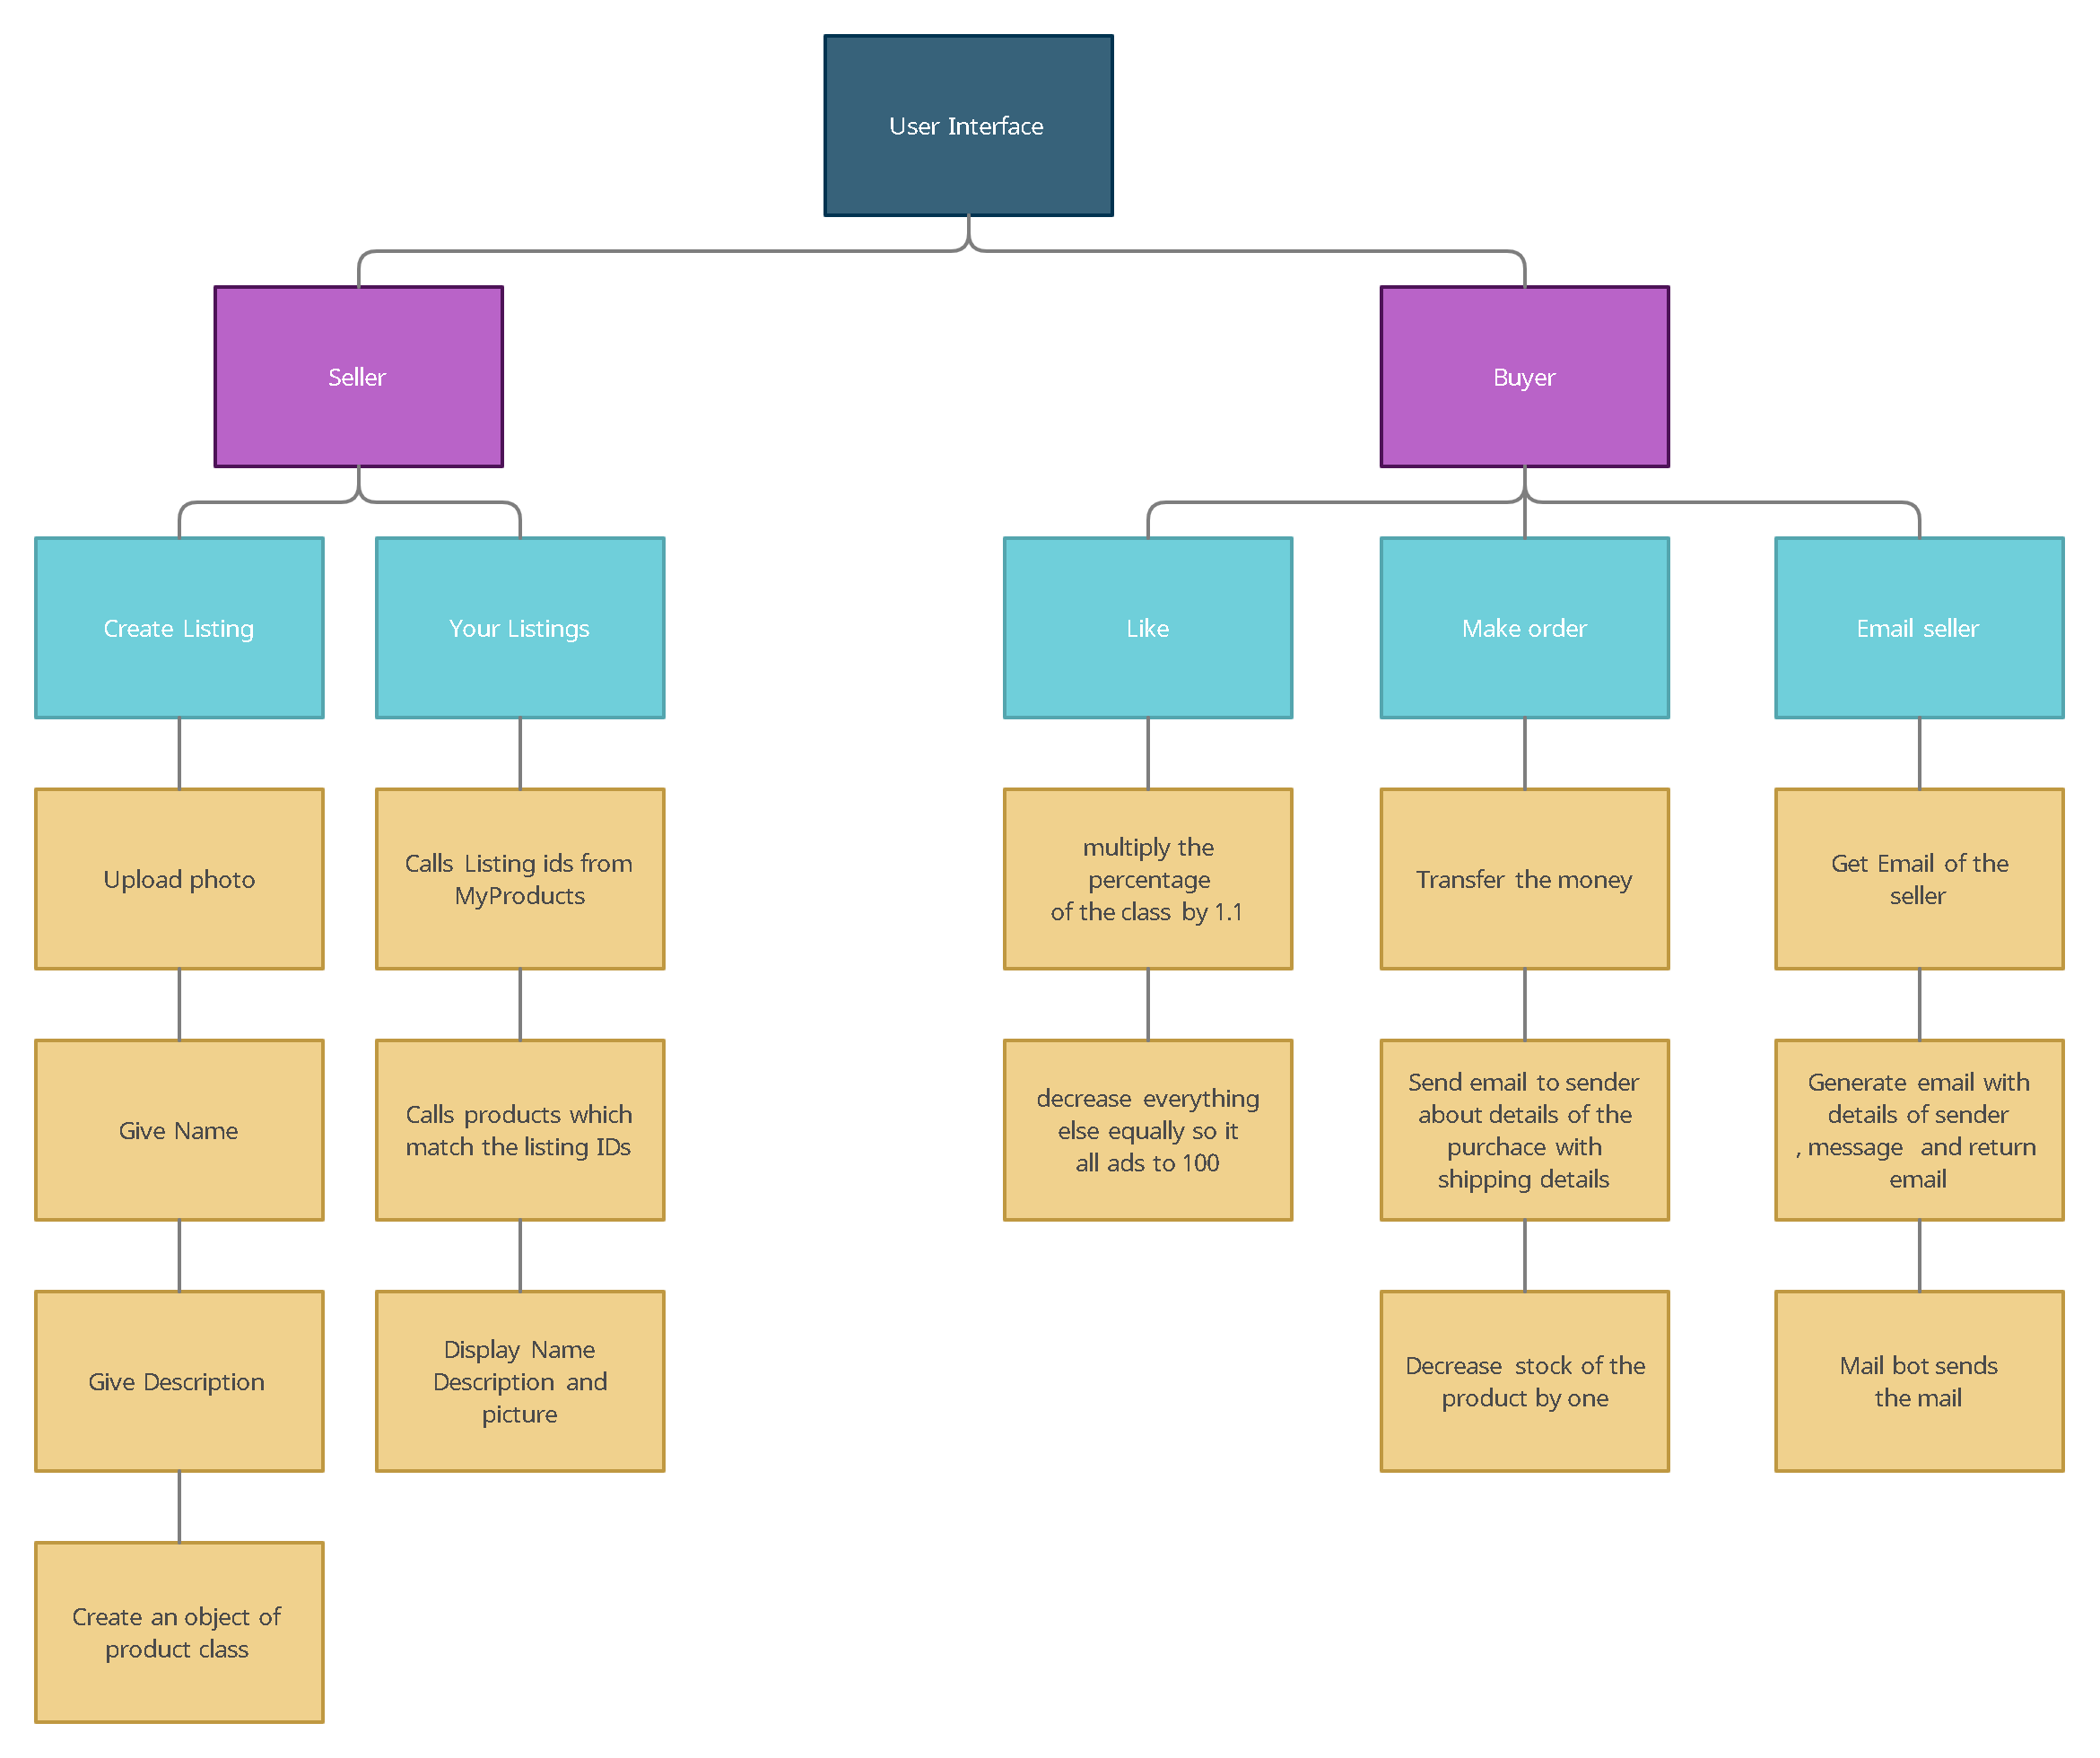 User Interface
Seller
Buyer
Create Listing
Your Listings
Like
Make order
Email seller
Upload photo
Calls Listing ids from
MyProducts
multiply the
percentage
of the class by 1.1
Transfer the money
Get Email of the
seller
Give Name
Calls products which
match the listing IDs
decrease everything
else equally so it
all ads to 100
Send email to sender
about details of the
purchace with
shipping details
Generate email with
details of sender
, message and return
email
Give Description
Display Name
Description and
picture
Decrease stock of the
product by one
Mail bot sends
the mail
Create an object of
product class